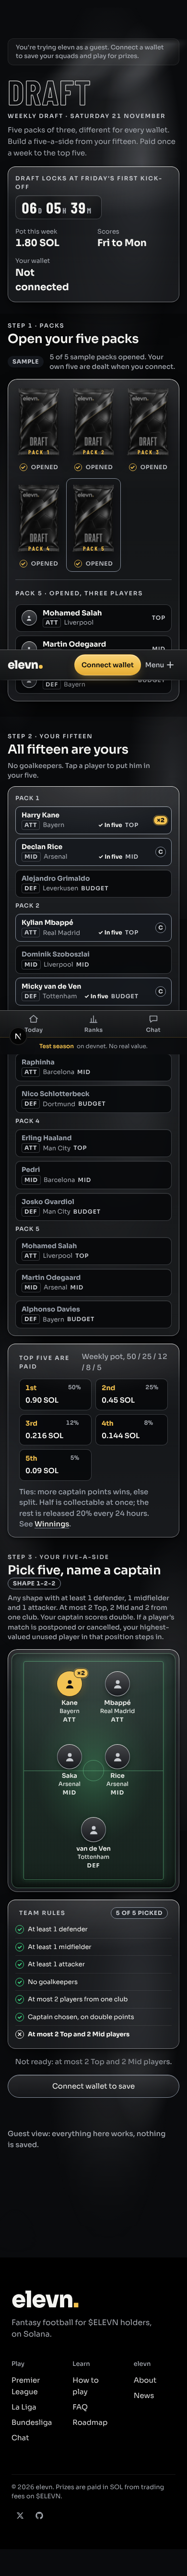 You're trying elevn as a guest. Connect a wallet
to save your squads and play for prizes.
DRAFT
WEEKLY DRAFT · SATURDAY 21 NOVEMBER
Five packs of three, different for every wallet.
Build a five-a-side from your fifteen. Paid once
a week to the top five.
DRAFT LOCKS AT FRIDAY'S FIRST KICK-
OFF
06D 05H 39M
Pot this week
1.80 SOL
Scores
Fri to Mon
Your wallet
Not
connected
STEP 1 · PACKS
Open your five packs
SAMPLE
5 of 5 sample packs opened. Your
own five are dealt when you connect.
elevn. elevn. elevn.
DRAFT DRAFT DRAFT
PACK 1 PACK 2 PACK 3
OPENED OPENED OPENED
elevn. elevn.
DRAFT DRAFT
PACK 4 PACK 5
OPENED OPENED
PACK 5 · OPENED, THREE PLAYERS
Mohamed Salah
ATT Liverpool TOP
Martin Odegaard
elevn. Connect wallet Menu
DEF Bayern
STEP 2 · YOUR FIFTEEN
All fifteen are yours
No goalkeepers. Tap a player to put him in
your five.
PACK 1
Harry Kane
ATT Bayern ✓ In five TOP ×2
Declan Rice
MID Arsenal ✓ In five MID C
Alejandro Grimaldo
DEF Leverkusen BUDGET
PACK 2
Kylian Mbappé
ATT Real Madrid ✓ In five TOP C
Dominik Szoboszlai
MID Liverpool MID
Micky van de Ven
DEF Tottenham ✓ In five BUDGET C
Today Ranks Chat
N
Test season on devnet. No real value.
Raphinha
ATT Barcelona MID
Nico Schlotterbeck
DEF Dortmund BUDGET
PACK 4
Erling Haaland
ATT Man City TOP
Pedri
MID Barcelona MID
Josko Gvardiol
DEF Man City BUDGET
PACK 5
Mohamed Salah
ATT Liverpool TOP
Martin Odegaard
MID Arsenal MID
Alphonso Davies
DEF Bayern BUDGET
TOP FIVE ARE
PAID
Weekly pot, 50 / 25 / 12
/ 8 / 5
1st 50%
0.90 SOL
2nd 25%
0.45 SOL
3rd 12%
0.216 SOL
4th 8%
0.144 SOL
5th 5%
0.09 SOL
Ties: more captain points wins, else
split. Half is collectable at once; the
rest is released 20% every 24 hours.
See Winnings.
STEP 3 · YOUR FIVE-A-SIDE
Pick five, name a captain
SHAPE 1-2-2
Any shape with at least 1 defender, 1 midfielder
and 1 attacker. At most 2 Top, 2 Mid and 2 from
one club. Your captain scores double. If a player's
match is postponed or cancelled, your highest-
valued unused player in that position steps in.
×2
Kane Mbappé
Bayern Real Madrid
ATT ATT
Saka Rice
Arsenal Arsenal
MID MID
van de Ven
Tottenham
DEF
TEAM RULES 5 OF 5 PICKED
At least 1 defender
At least 1 midfielder
At least 1 attacker
No goalkeepers
At most 2 players from one club
Captain chosen, on double points
At most 2 Top and 2 Mid players
Not ready: at most 2 Top and 2 Mid players.
Connect wallet to save
Guest view: everything here works, nothing
is saved.
elevn.
Fantasy football for $ELEVN holders,
on Solana.
Play Learn elevn
Premier
League
La Liga
Bundesliga
Chat
How to
play
FAQ
Roadmap
About
News
© 2026 elevn. Prizes are paid in SOL from trading
fees on $ELEVN.